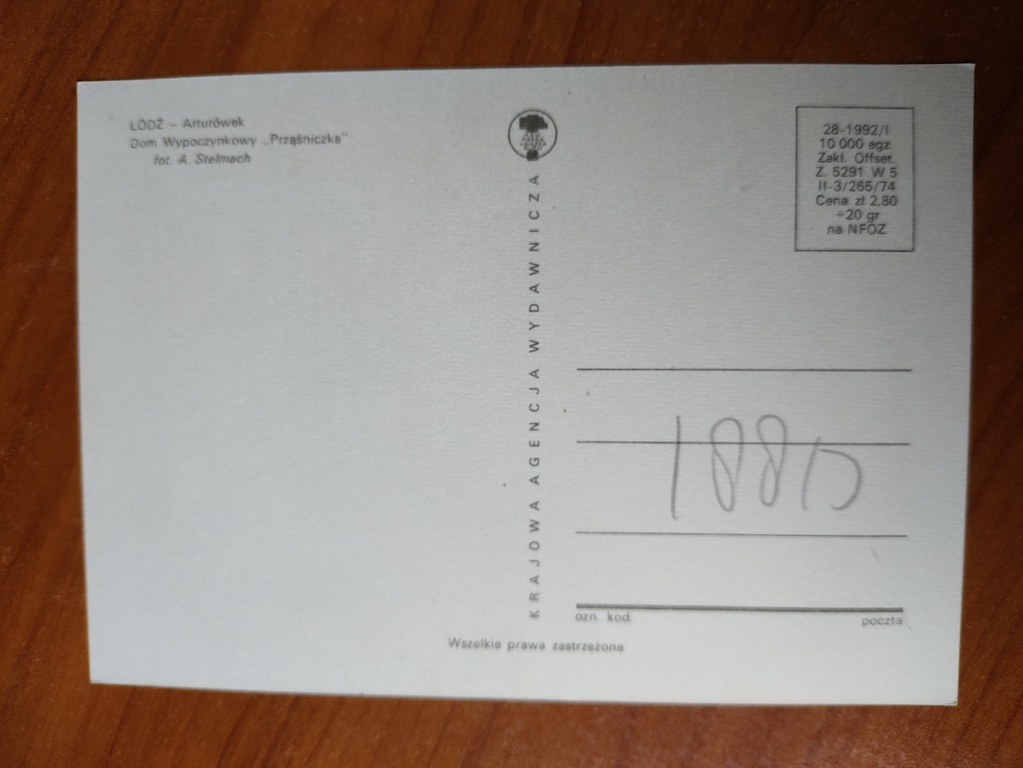 ŁÓDŹ – Arturówek
Dom Wypoczynkowy „Prząśniczka”
fot. A. Stelmach
KRAJOWA AGENCJA WYDAWNICZA
28-1992/I
10 000 egz.
Zakł. Offset.
Z. 5291 W 5
II-3/265/74
Cena zł 2,80
+20 gr
na NFOZ
ozn. kod.
poczta
Wszelkie prawa zastrzeżone